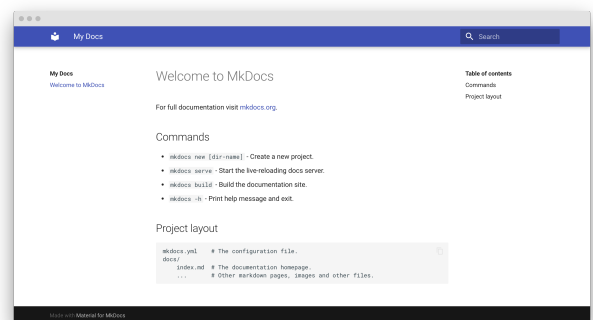 My Docs
Search
My Docs
Welcome to MkDocs
Welcome to MkDocs
For full documentation visit mkdocs.org.
Commands
mkdocs new [dir-name] - Create a new project.
mkdocs serve - Start the live-reloading docs server.
mkdocs build - Build the documentation site.
mkdocs -h - Print help message and exit.
Project layout
mkdocs.yml # The configuration file.
docs/
index.md # The documentation homepage.
... # Other markdown pages, images and other files.
Table of contents
Commands
Project layout
Made with Material for MkDocs